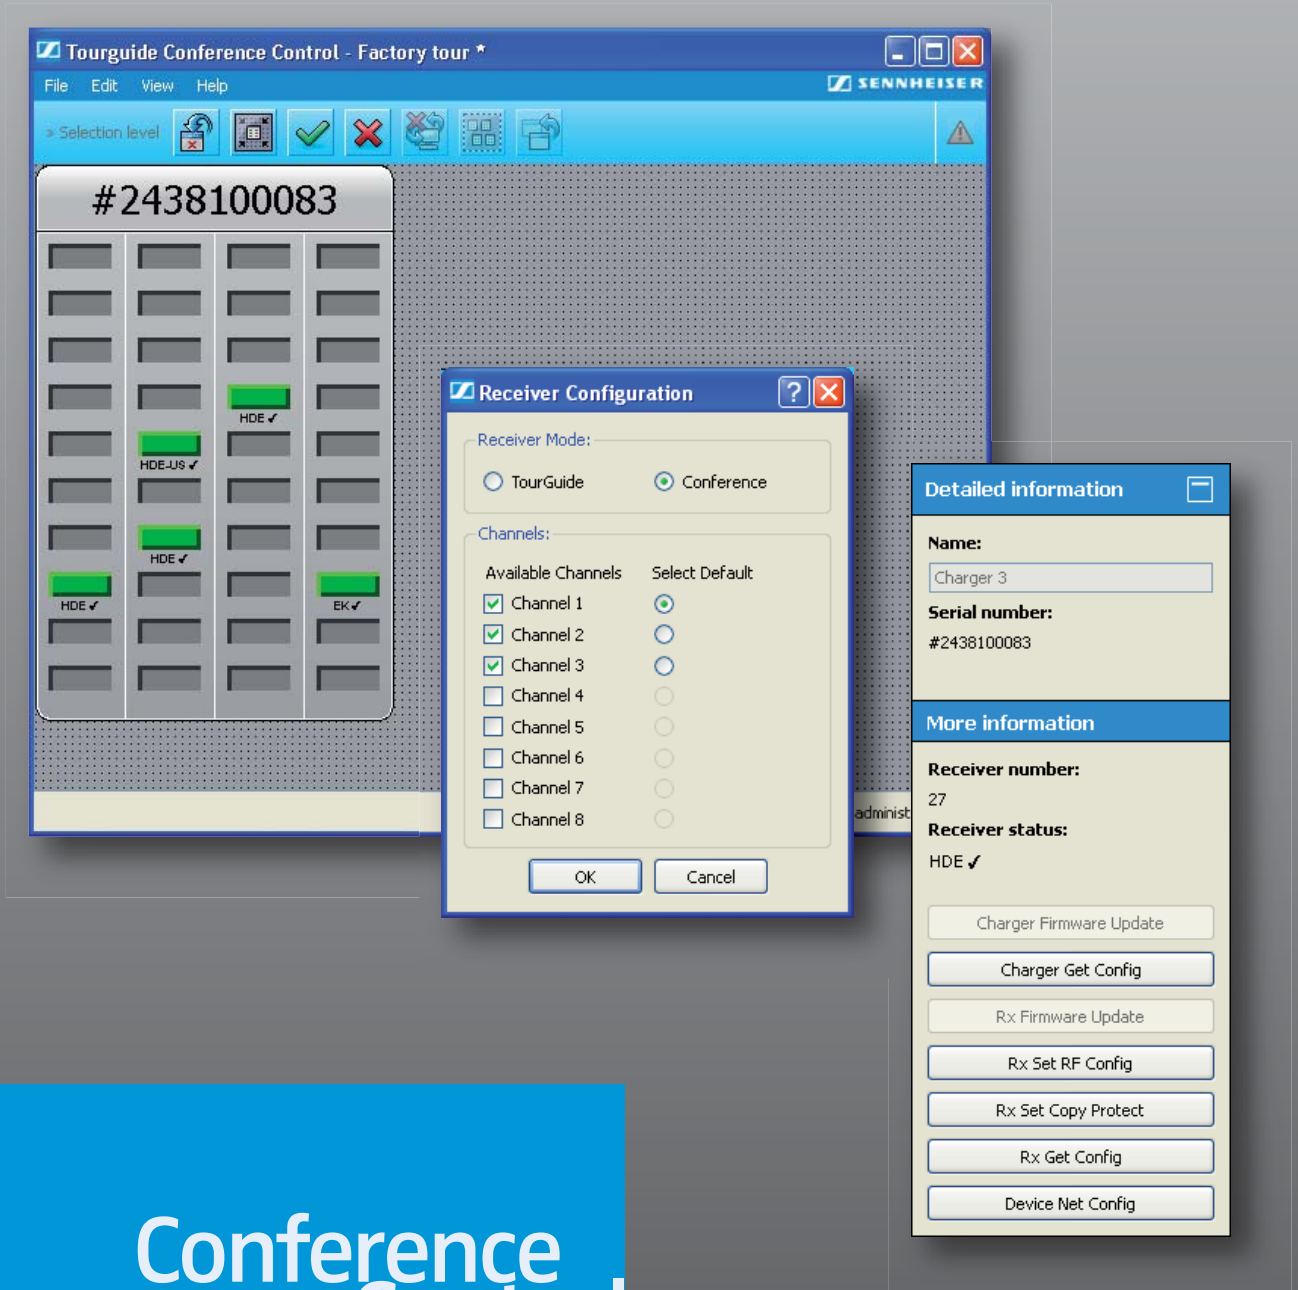 Tourguide Conference Control - Factory tour *
File Edit View Help
SENNHEISER
» Selection level
#2438100083
HDE ✓
HDE-US ✓
HDE ✓
HDE ✓
EK ✓
Receiver Configuration
Receiver Mode:
TourGuide Conference
Channels:
Available Channels Select Default
Channel 1
Channel 2
Channel 3
Channel 4
Channel 5
Channel 6
Channel 7
Channel 8
OK Cancel
Detailed information
Name:
Charger 3
Serial number:
#2438100083
More information
Receiver number:
27
Receiver status:
HDE ✓
Charger Firmware Update
Charger Get Config
Rx Firmware Update
Rx Set RF Config
Rx Set Copy Protect
Rx Get Config
Device Net Config
administ
Conference